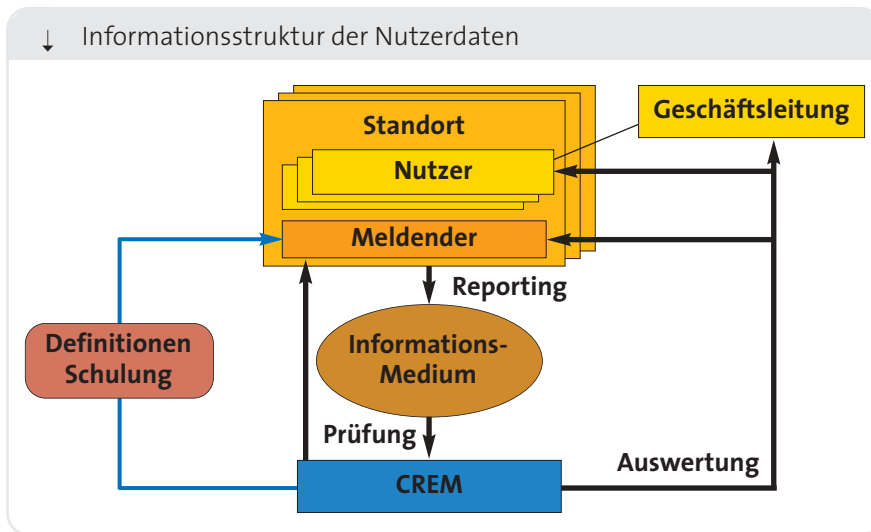 ↓ Informationsstruktur der Nutzerdaten
Standort
Geschäftsleitung
Nutzer
Meldender
Reporting
Definitionen
Schulung
Informations-
Medium
Prüfung
Auswertung
CREM